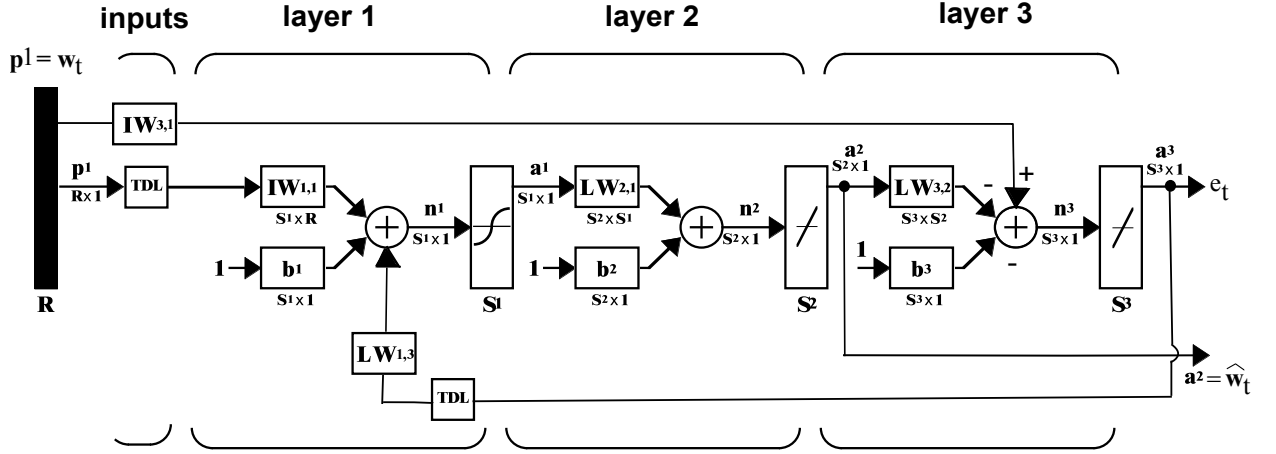 inputs
layer 1
layer 2
layer 3
p1 = wt
IW3,1
p1
R x 1
TDL
R
IW1,1
S1 x R
1
b1
S1 x 1
+
n1
S1 x 1
S1
LW1,3
TDL
a1
S1 x 1
LW2,1
S2 x S1
1
b2
S2 x 1
+
n2
S2 x 1
S2
a2
S2 x 1
LW3,2
S3 x S2
1
b3
S3 x 1
-
+
-
+
n3
S3 x 1
S3
a3
S3 x 1
et
a2 = ŵt